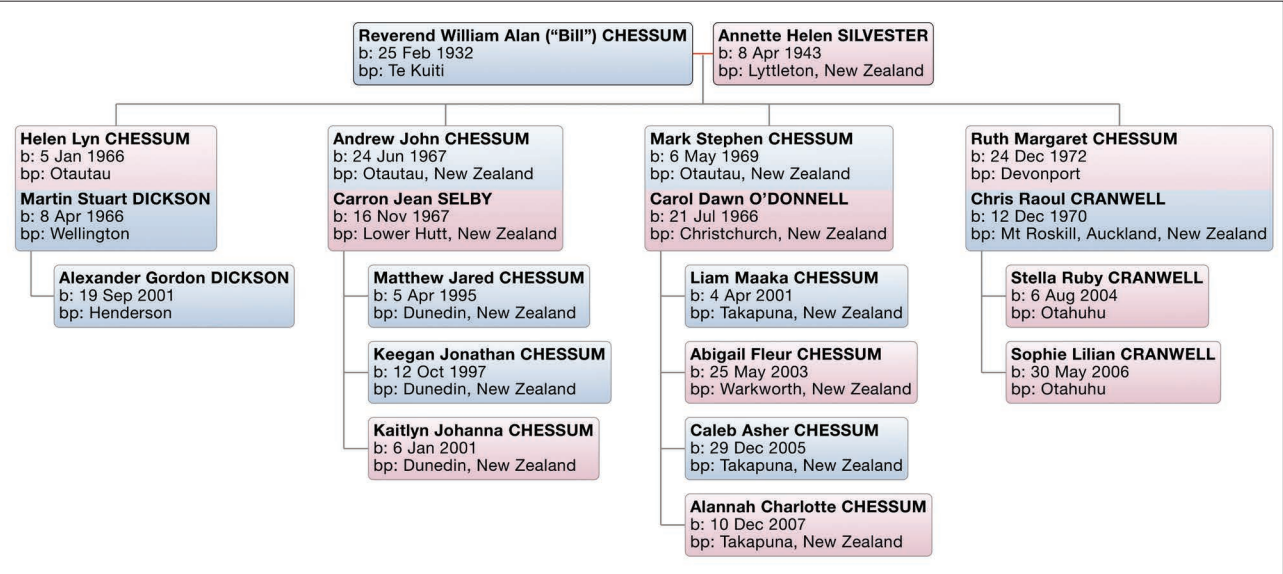 Reverend William Alan (“Bill”) CHESSUM
b: 25 Feb 1932
bp: Te Kuiti
Annette Helen SILVESTER
b: 8 Apr 1943
bp: Lyttleton, New Zealand
Helen Lyn CHESSUM
b: 5 Jan 1966
bp: Otautau
Martin Stuart DICKSON
b: 8 Apr 1966
bp: Wellington
Alexander Gordon DICKSON
b: 19 Sep 2001
bp: Henderson
Andrew John CHESSUM
b: 24 Jun 1967
bp: Otautau, New Zealand
Carron Jean SELBY
b: 16 Nov 1967
bp: Lower Hutt, New Zealand
Matthew Jared CHESSUM
b: 5 Apr 1995
bp: Dunedin, New Zealand
Keegan Jonathan CHESSUM
b: 12 Oct 1997
bp: Dunedin, New Zealand
Kaitlyn Johanna CHESSUM
b: 6 Jan 2001
bp: Dunedin, New Zealand
Mark Stephen CHESSUM
b: 6 May 1969
bp: Otautau, New Zealand
Carol Dawn O’DONNELL
b: 21 Jul 1966
bp: Christchurch, New Zealand
Liam Maaka CHESSUM
b: 4 Apr 2001
bp: Takapuna, New Zealand
Abigail Fleur CHESSUM
b: 25 May 2003
bp: Warkworth, New Zealand
Caleb Asher CHESSUM
b: 29 Dec 2005
bp: Takapuna, New Zealand
Alannah Charlotte CHESSUM
b: 10 Dec 2007
bp: Takapuna, New Zealand
Ruth Margaret CHESSUM
b: 24 Dec 1972
bp: Devonport
Chris Raoul CRANWELL
b: 12 Dec 1970
bp: Mt Roskill, Auckland, New Zealand
Stella Ruby CRANWELL
b: 6 Aug 2004
bp: Otahuhu
Sophie Lilian CRANWELL
b: 30 May 2006
bp: Otahuhu